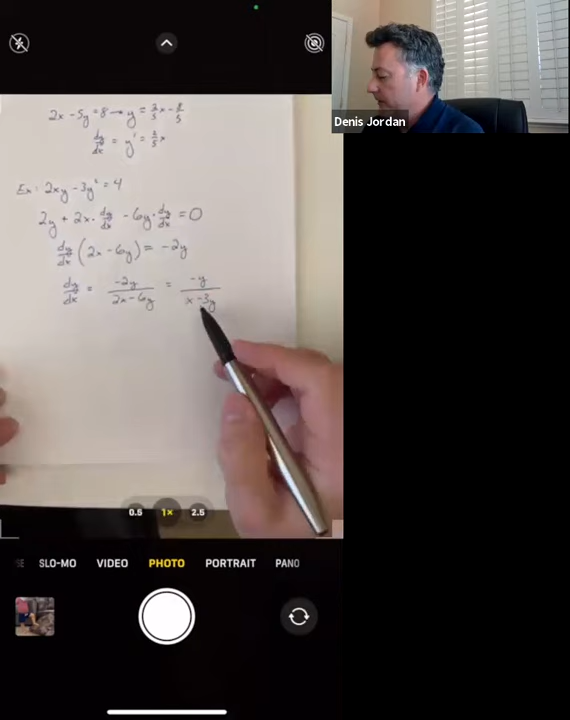 Denis Jordan
2x - 5y = 8 → y = 2/5 x - 8/5
dy/dx = y' = 2/5
Ex: 2xy - 3y² = 4
2y + 2x · dy/dx - 6y · dy/dx = 0
dy/dx (2x - 6y) = -2y
dy/dx = -2y / 2x - 6y = -y / x - 3y
0.5 1× 2.5
SLO-MO VIDEO PHOTO PORTRAIT PANO